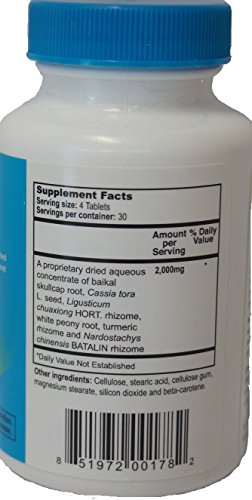 Supplement Facts
Serving size: 4 Tablets
Servings per container: 30
Amount % Daily
per Value
Serving
A proprietary dried aqueous 2,000mg *
concentrate of baikal
skullcap root, Cassia tora
L. seed, Ligusticum
chuaxiong HORT. rhizome,
white peony root, turmeric
rhizome and Nardostachys
chinensis BATALIN rhizome
*Daily Value Not Established
Other ingredients: Cellulose, stearic acid, cellulose gum,
magnesium stearate, silicon dioxide and beta-carotene.
8 51972 00178 2